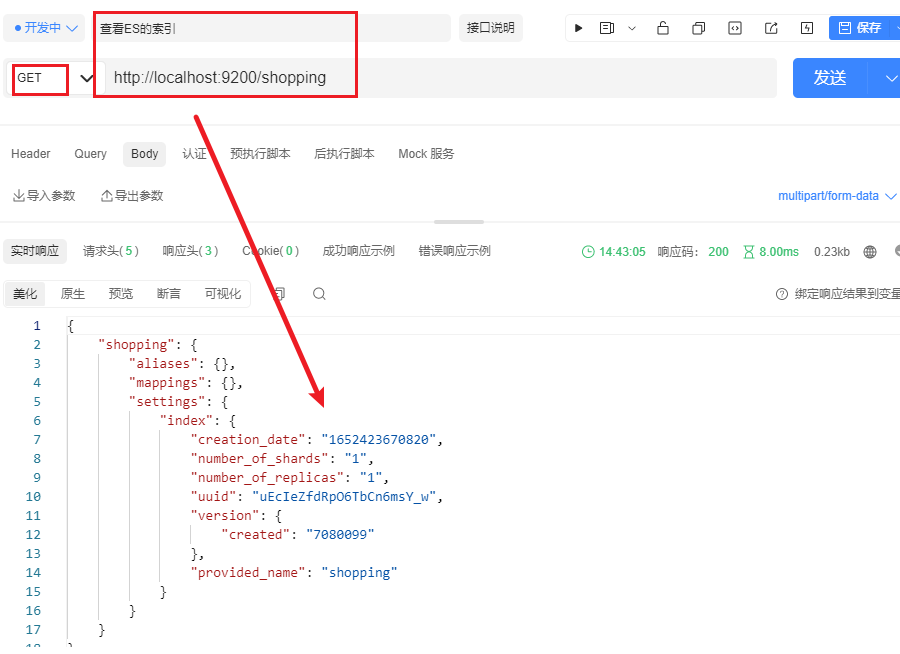 开发中 查看ES的索引 接口说明 保存
GET http://localhost:9200/shopping 发送
Header Query Body 认证 预执行脚本 后执行脚本 Mock 服务
导入参数 导出参数 multipart/form-data
实时响应 请求头(5) 响应头(3) Cookie(0) 成功响应示例 错误响应示例 14:43:05 响应码: 200 8.00ms 0.23kb
美化 原生 预览 断言 可视化 绑定响应结果到变量
1 {
2 "shopping": {
3 "aliases": {},
4 "mappings": {},
5 "settings": {
6 "index": {
7 "creation_date": "1652423670820",
8 "number_of_shards": "1",
9 "number_of_replicas": "1",
10 "uuid": "uEcIeZfdRpO6TbCn6msY_w",
11 "version": {
12 "created": "7080099"
13 },
14 "provided_name": "shopping"
15 }
16 }
17 }